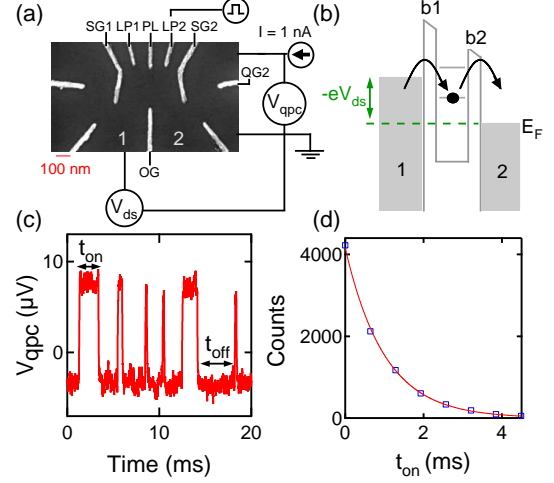 (a)
SG1 LP1 PL LP2 SG2
I = 1 nA
QG2
V qpc
1 2
100 nm
OG
V ds
(b)
b1
b2
-eV ds
E F
1 2
(c)
t on
t off
V qpc (μV)
10
0
0 10 20
Time (ms)
(d)
Counts
4000
2000
0
0 2 4
t on (ms)